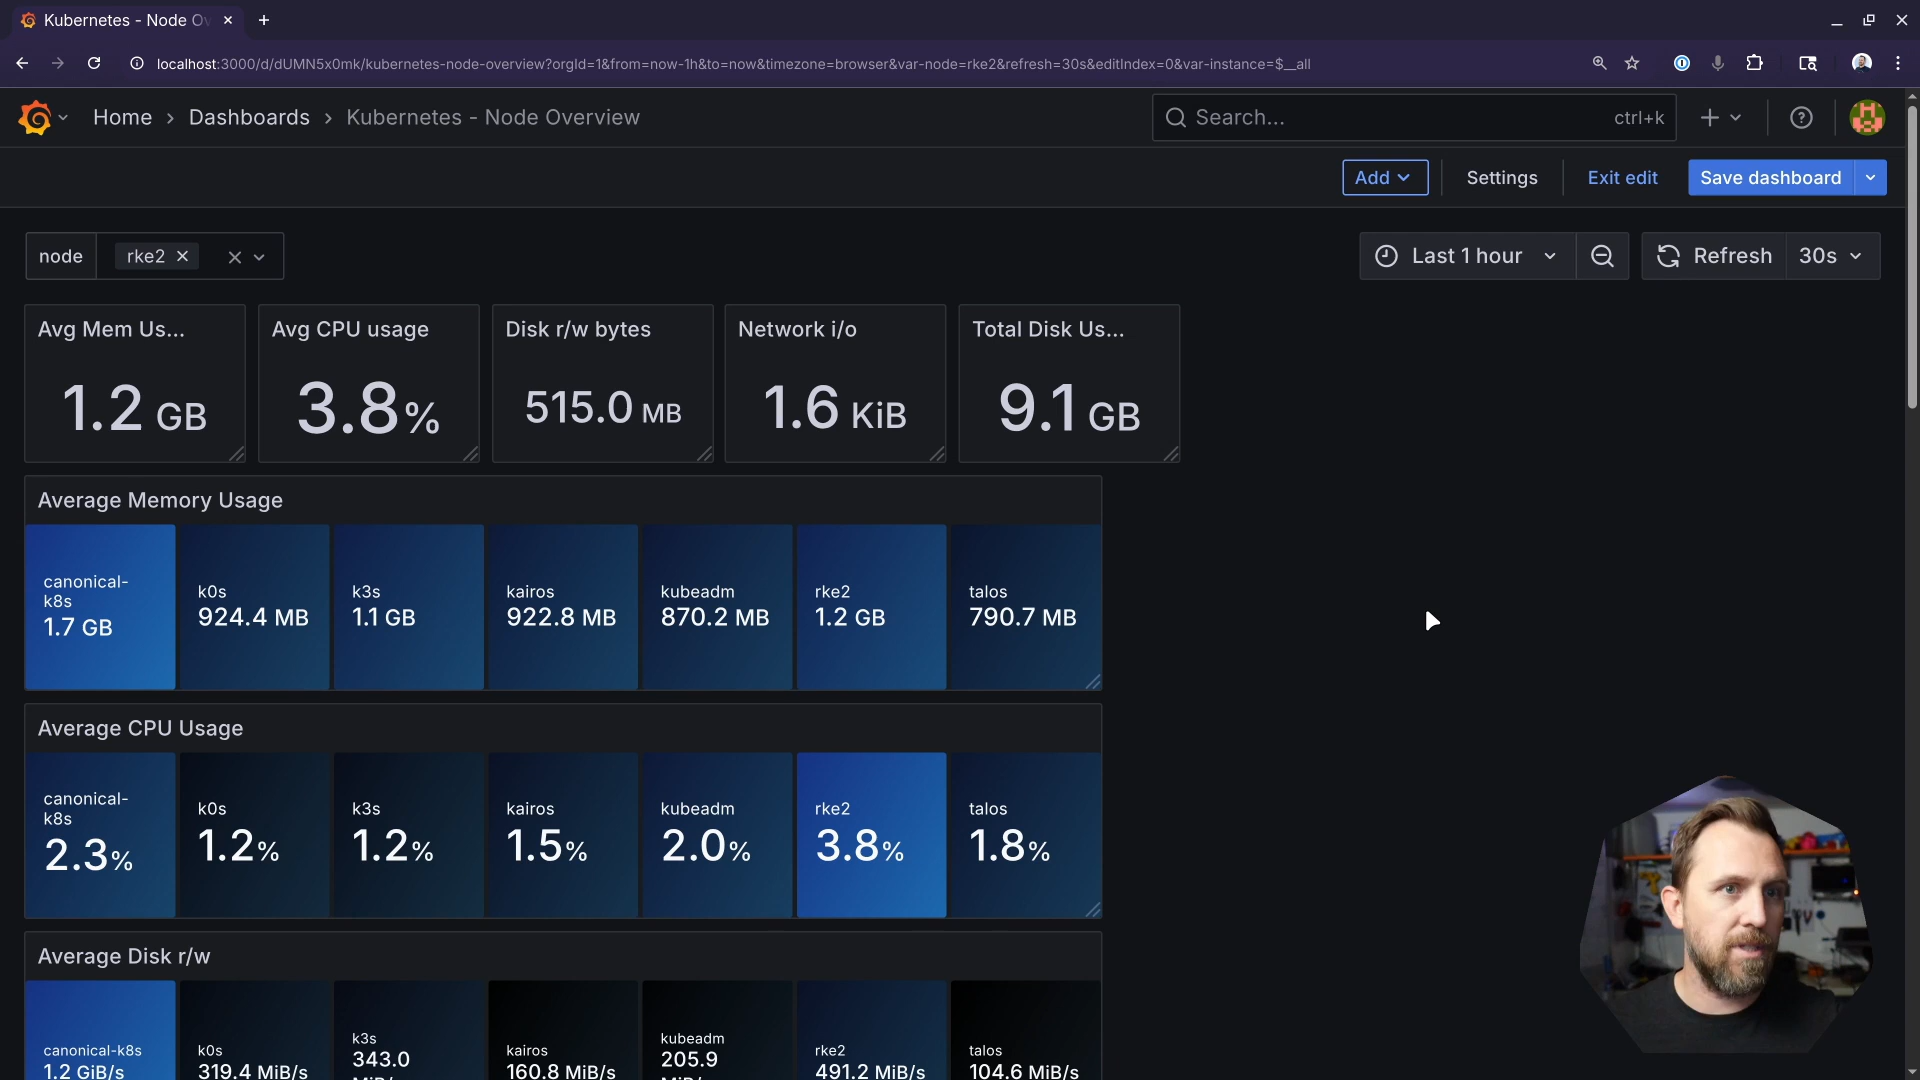 Kubernetes - Node Ov
localhost:3000/d/dUMN5x0mk/kubernetes-node-overview?orgId=1&from=now-1h&to=now&timezone=browser&var-node=rke2&refresh=30s&editIndex=0&var-instance=$__all
Home › Dashboards › Kubernetes - Node Overview
Search... ctrl+k
Add Settings Exit edit Save dashboard
node rke2
Last 1 hour Refresh 30s
Avg Mem Us... Avg CPU usage Disk r/w bytes Network i/o Total Disk Us...
1.2 GB 3.8% 515.0 MB 1.6 KiB 9.1 GB
Average Memory Usage
canonical-
k8s
1.7 GB
k0s
924.4 MB
k3s
1.1 GB
kairos
922.8 MB
kubeadm
870.2 MB
rke2
1.2 GB
talos
790.7 MB
Average CPU Usage
canonical-
k8s
2.3%
k0s
1.2%
k3s
1.2%
kairos
1.5%
kubeadm
2.0%
rke2
3.8%
talos
1.8%
Average Disk r/w
canonical-k8s
1.2 GiB/s
k0s
319.4 MiB/s
k3s
343.0
MiB/s
kairos
160.8 MiB/s
kubeadm
205.9
MiB/s
rke2
491.2 MiB/s
talos
104.6 MiB/s